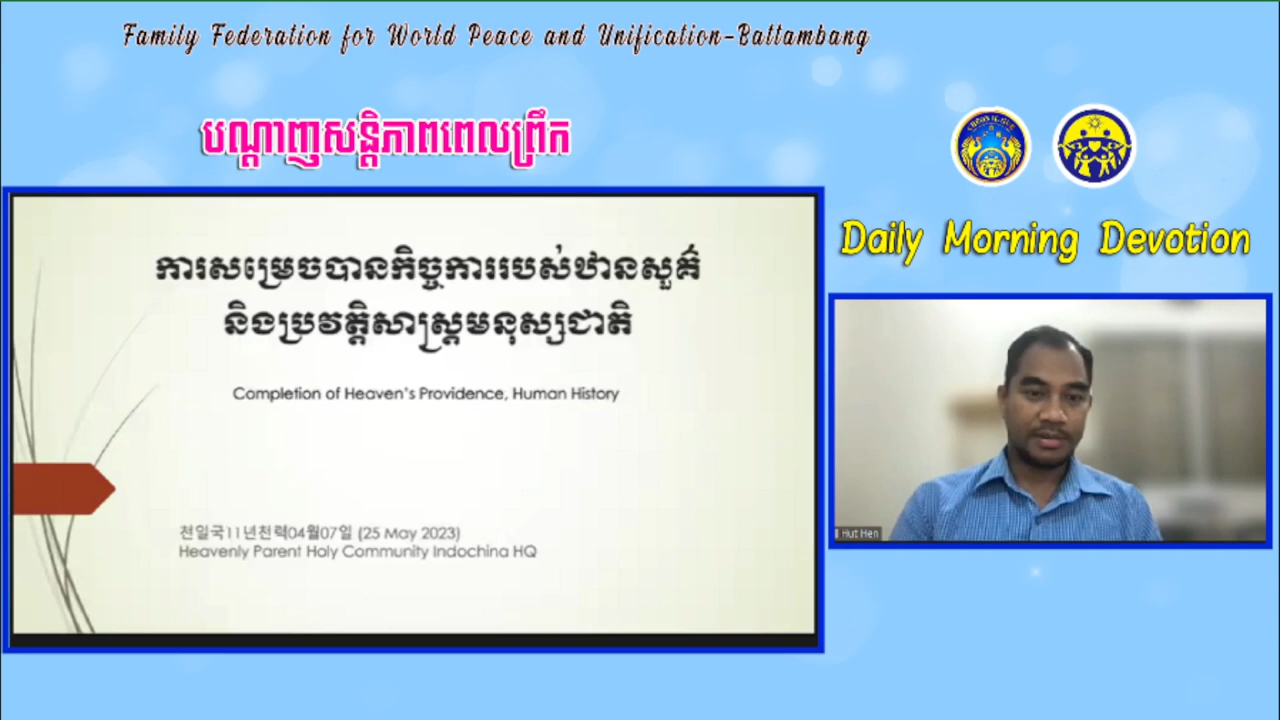 Family Federation for World Peace and Unification-Battambang
បណ្តាញសន្តិភាពពេលព្រឹក
Daily Morning Devotion
ការសម្រេចបានកិច្ចការរបស់ឋានសួគ៌
និងប្រវត្តិសាស្ត្រមនុស្សជាតិ
Completion of Heaven's Providence, Human History
천일국11년천력04월07일 (25 May 2023)
Heavenly Parent Holy Community Indochina HQ
Hut Hen